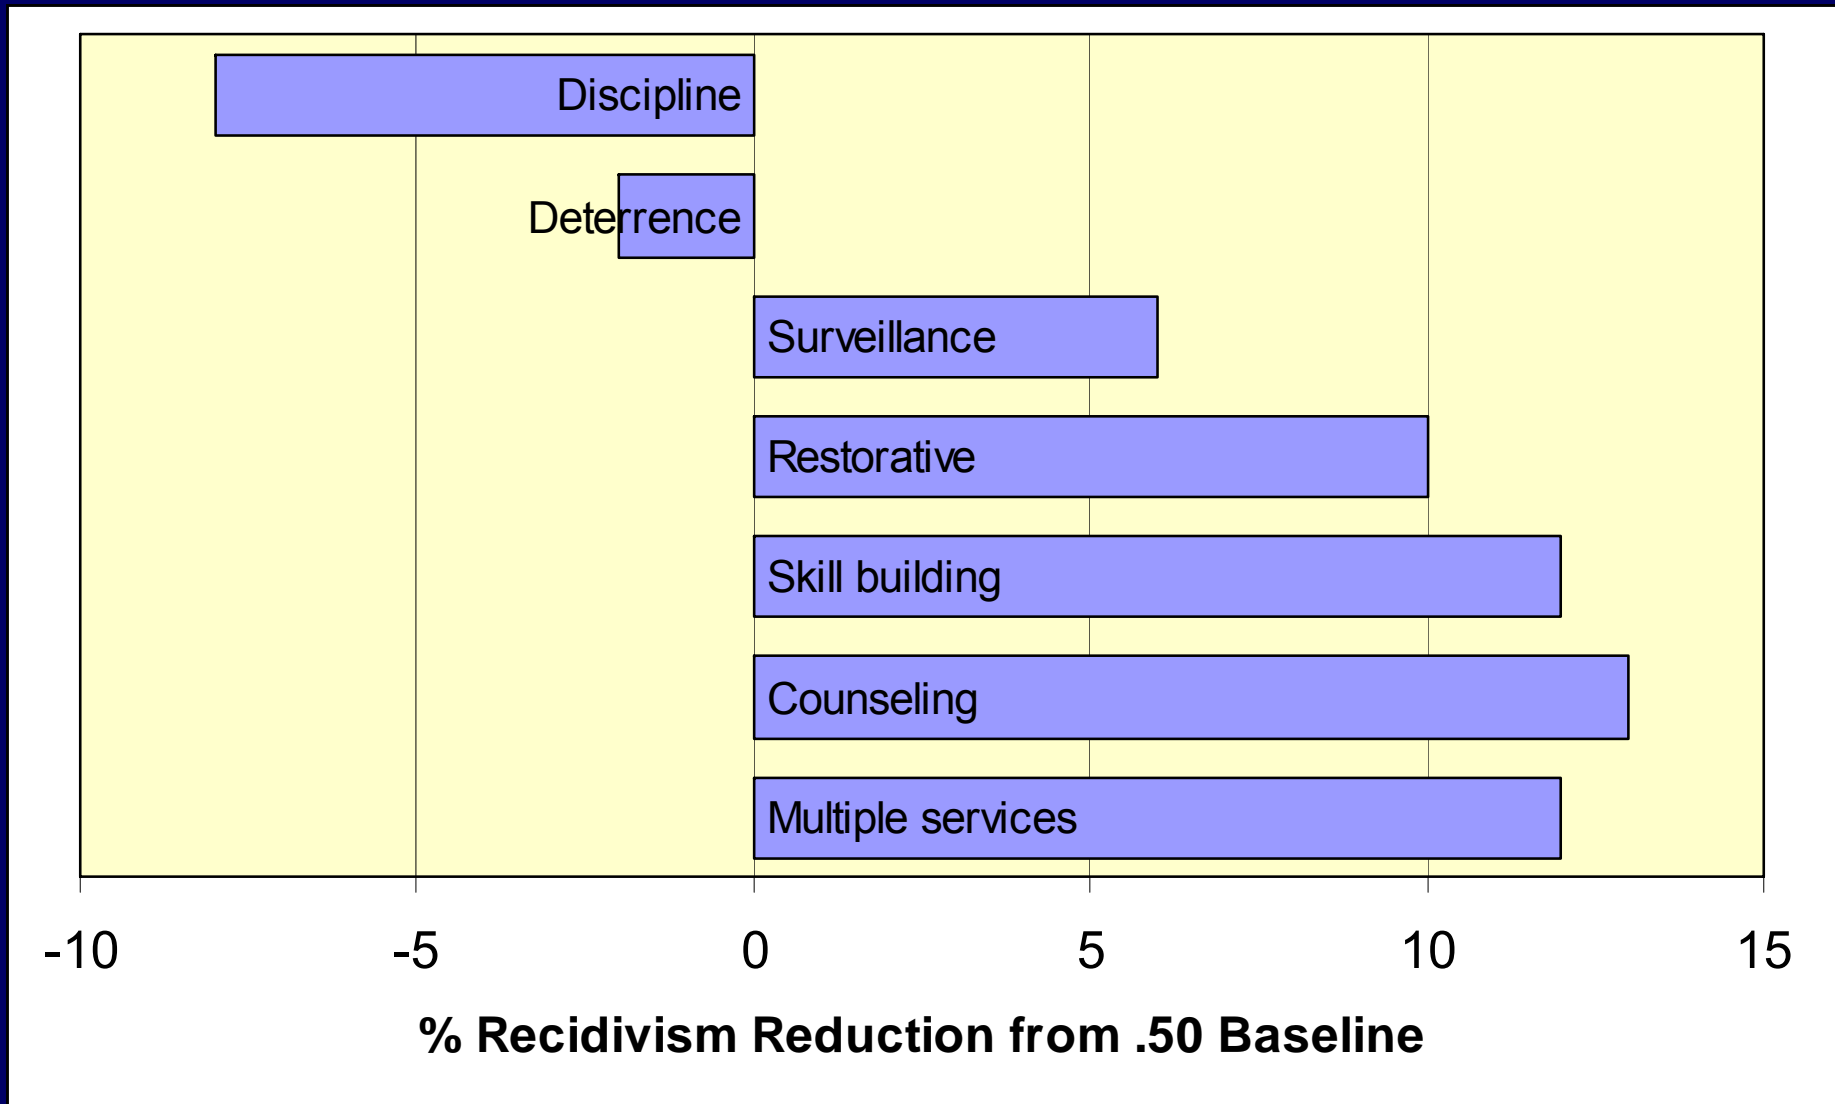 Discipline
Deterrence
Surveillance
Restorative
Skill building
Counseling
Multiple services
-10 -5 0 5 10 15
% Recidivism Reduction from .50 Baseline